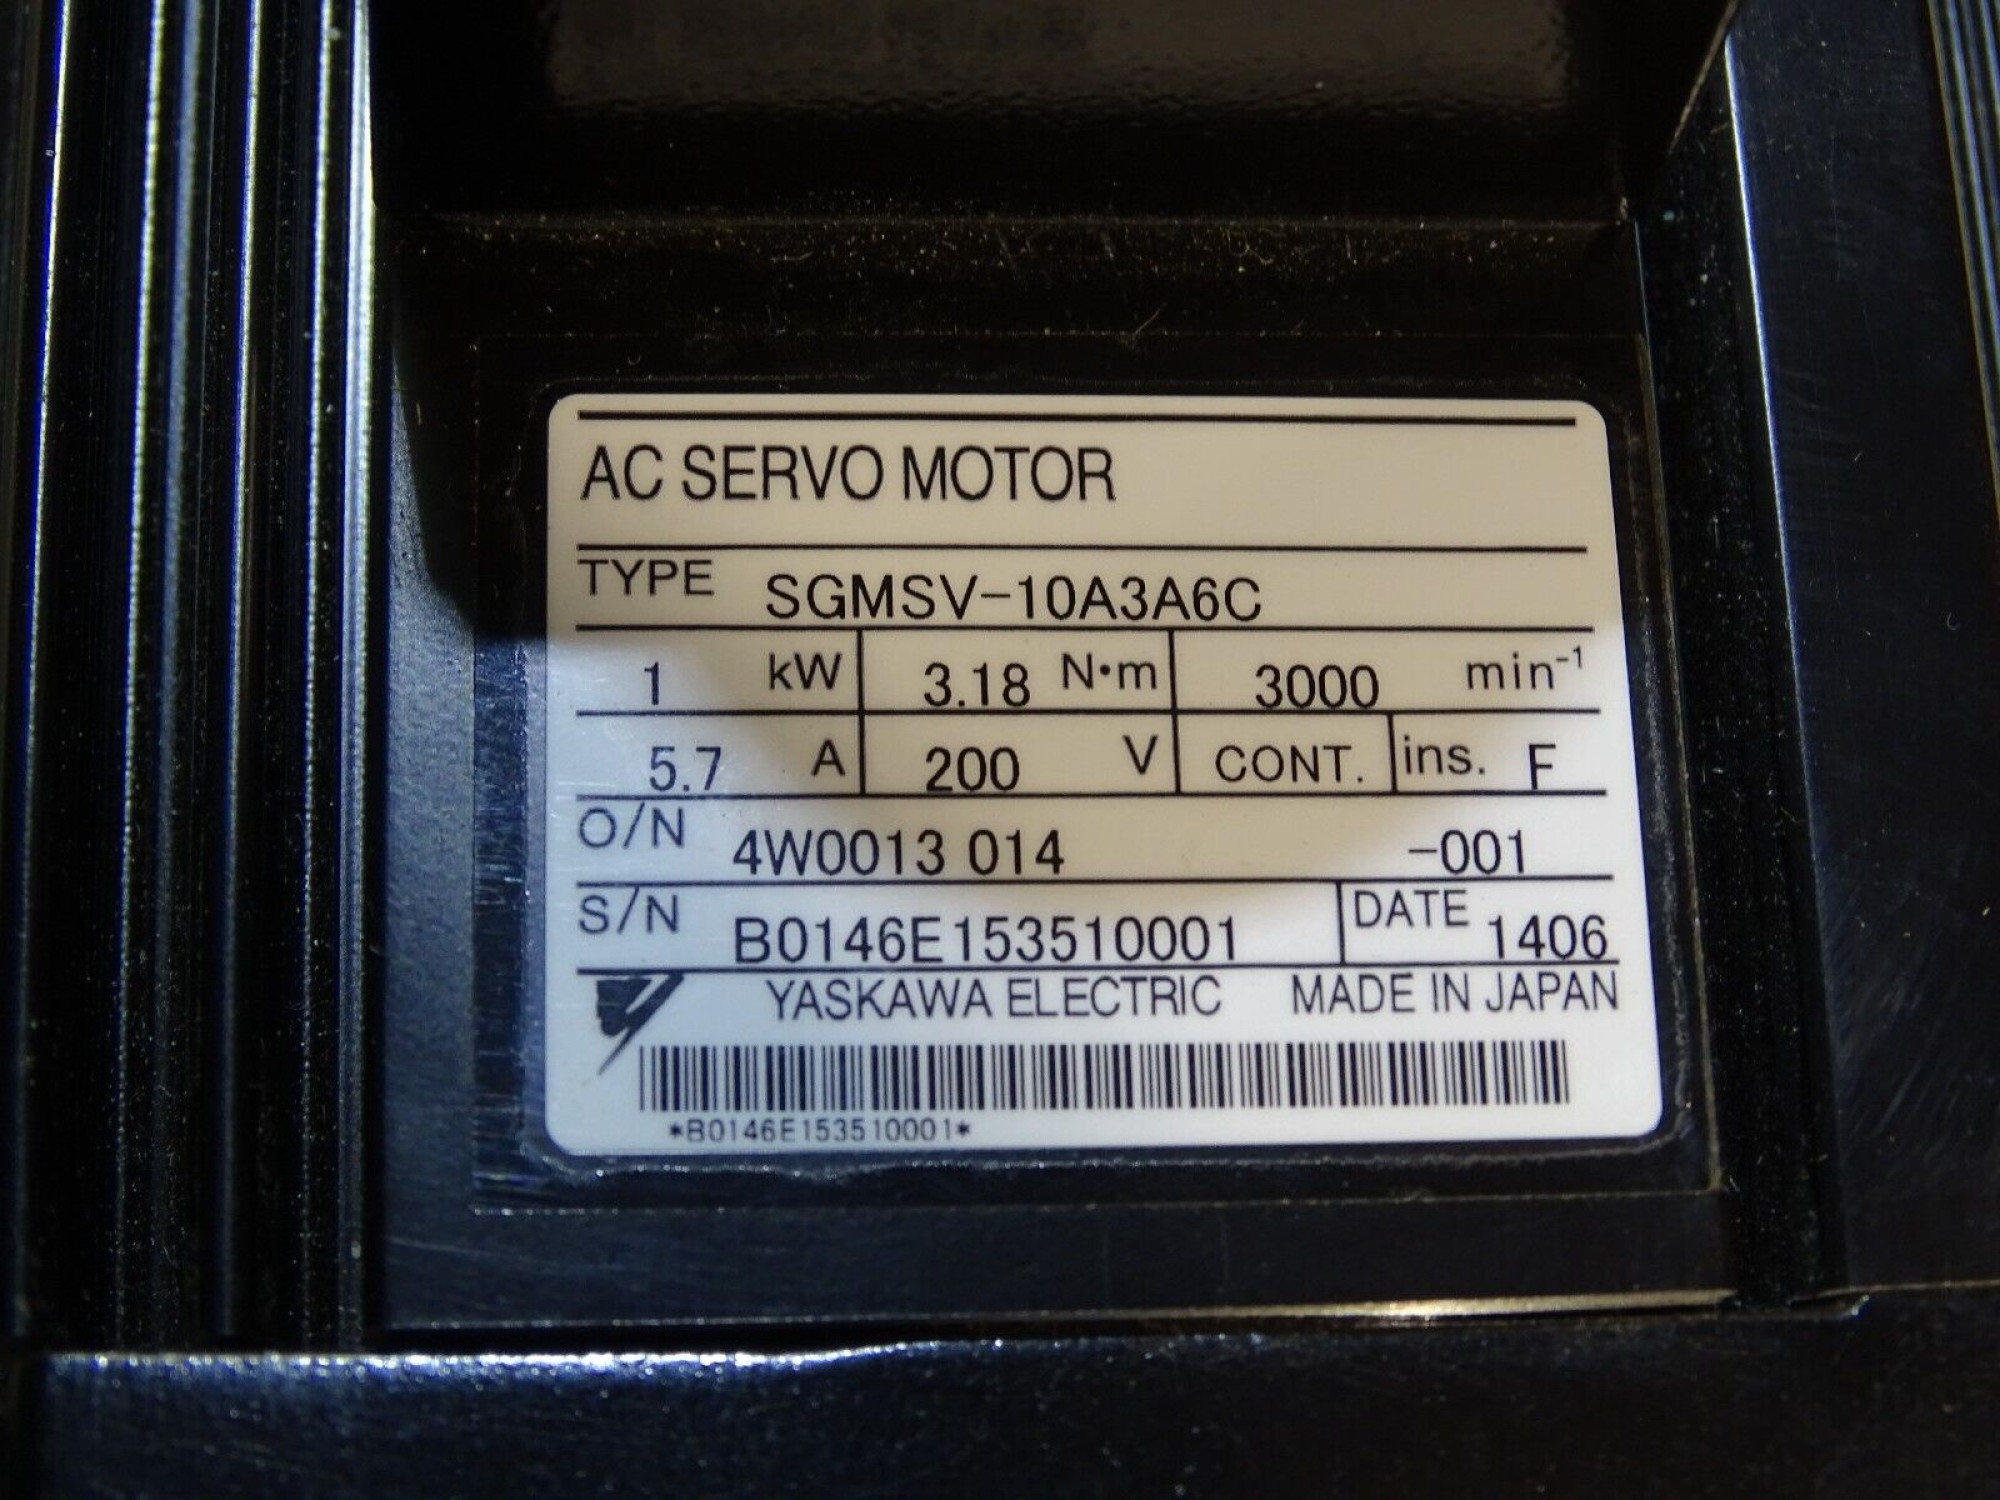 AC SERVO MOTOR
TYPE SGMSV-10A3A6C
1 kW 3.18 N•m 3000 min⁻¹
5.7 A 200 V CONT. ins. F
O/N 4W0013 014 -001
S/N B0146E153510001 DATE 1406
YASKAWA ELECTRIC MADE IN JAPAN
*B0146E153510001*